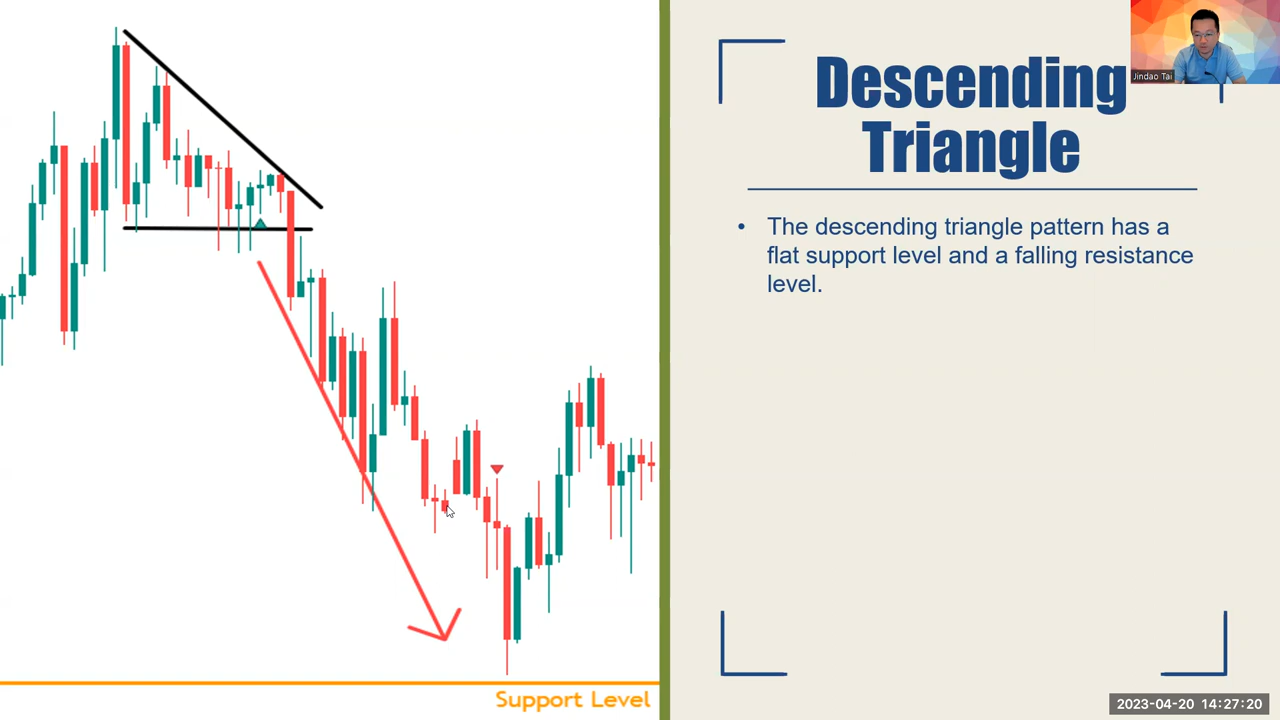 Descending
Triangle
• The descending triangle pattern has a
flat support level and a falling resistance
level.
Support Level
Jindao Tai
2023-04-20 14:27:20